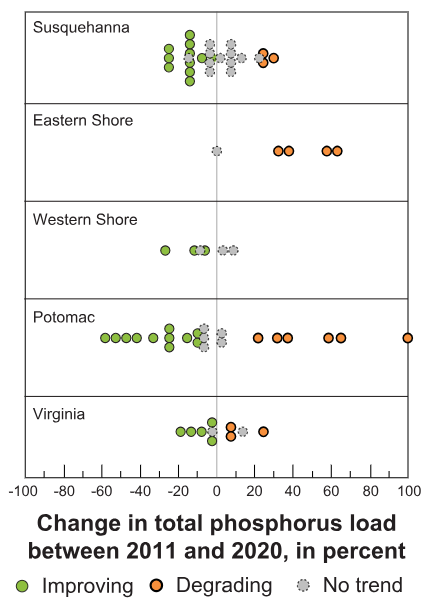 Susquehanna
Eastern Shore
Western Shore
Potomac
Virginia
-100 -80 -60 -40 -20 0 20 40 60 80 100
Change in total phosphorus load
between 2011 and 2020, in percent
Improving Degrading No trend